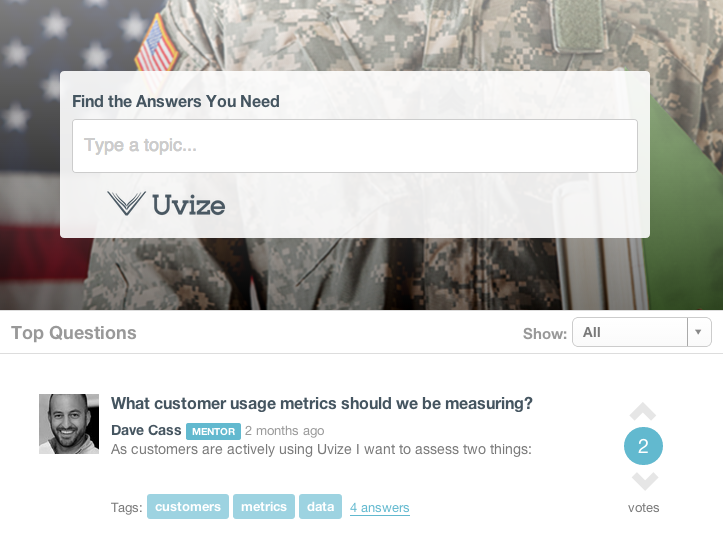 Find the Answers You Need
Type a topic...
Uvize
Top Questions
Show: All
What customer usage metrics should we be measuring?
Dave Cass MENTOR 2 months ago
As customers are actively using Uvize I want to assess two things:
2
Tags: customers metrics data 4 answers
votes